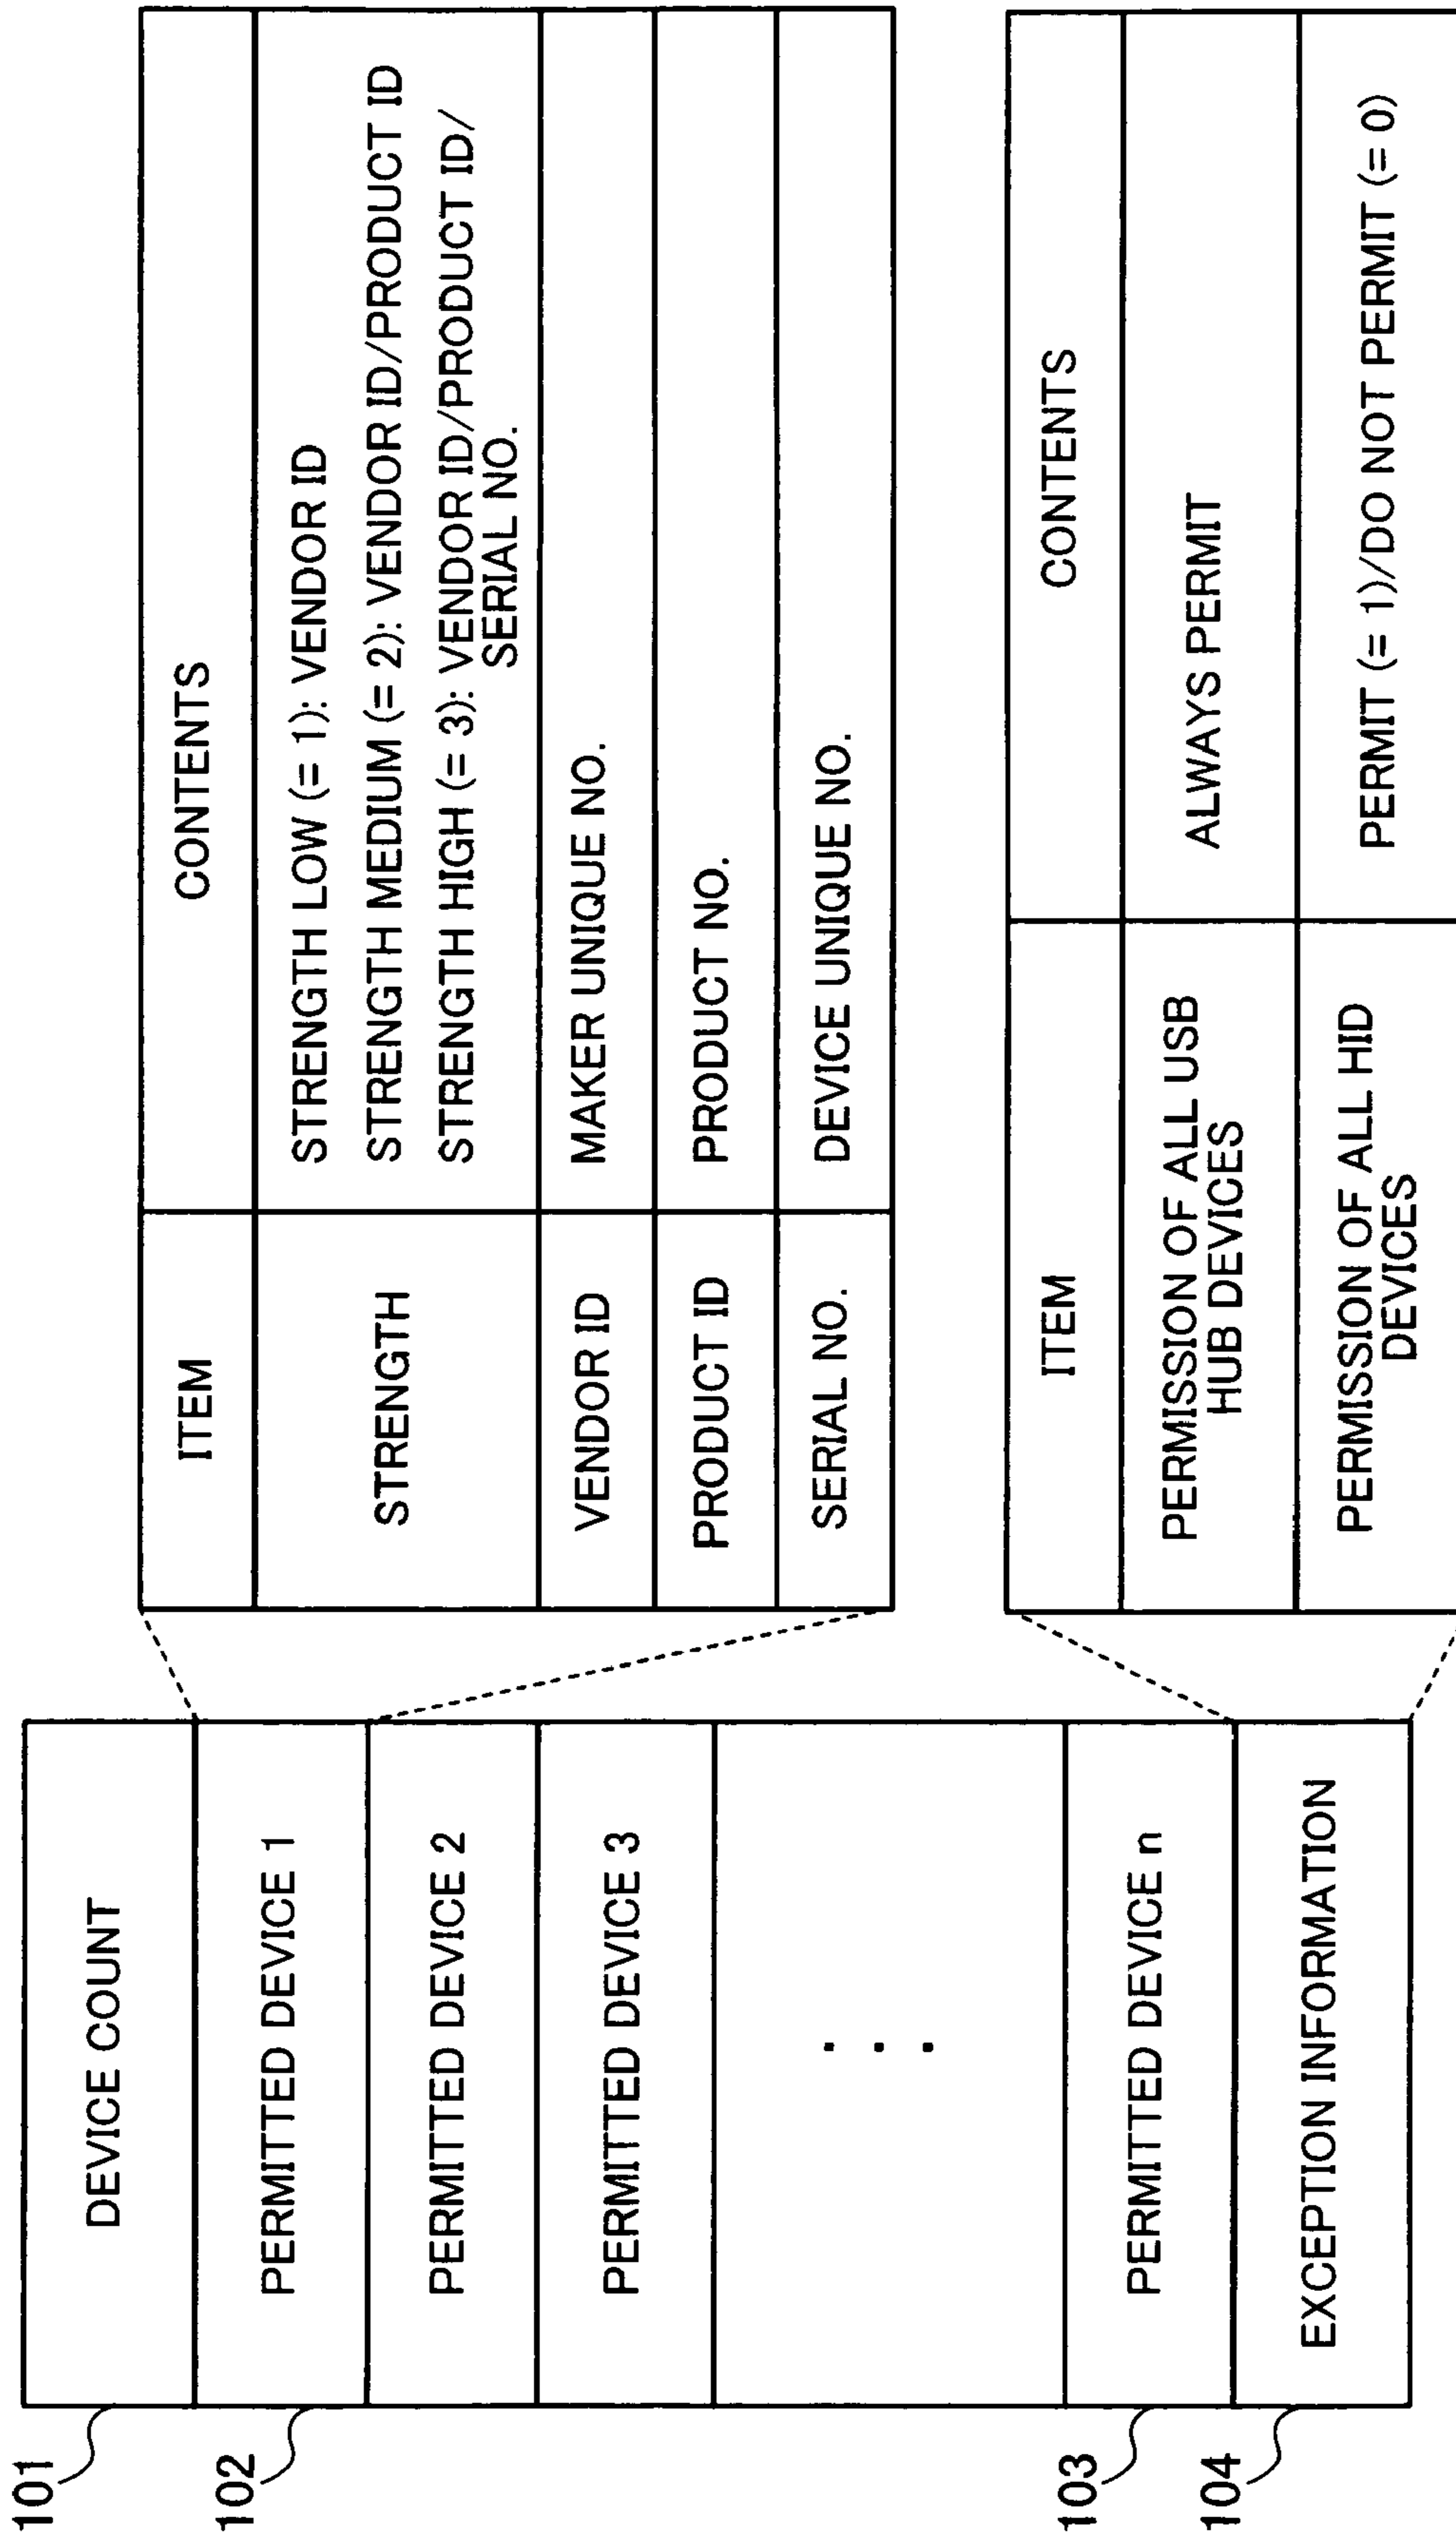 101
DEVICE COUNT
102
PERMITTED DEVICE 1
PERMITTED DEVICE 2
PERMITTED DEVICE 3
. . .
103
PERMITTED DEVICE n
104
EXCEPTION INFORMATION
ITEM
CONTENTS
STRENGTH
STRENGTH LOW (= 1): VENDOR ID
STRENGTH MEDIUM (= 2): VENDOR ID/PRODUCT ID
STRENGTH HIGH (= 3): VENDOR ID/PRODUCT ID/
SERIAL NO.
VENDOR ID
MAKER UNIQUE NO.
PRODUCT ID
PRODUCT NO.
SERIAL NO.
DEVICE UNIQUE NO.
ITEM
CONTENTS
PERMISSION OF ALL USB
HUB DEVICES
ALWAYS PERMIT
PERMISSION OF ALL HID
DEVICES
PERMIT (= 1)/DO NOT PERMIT (= 0)